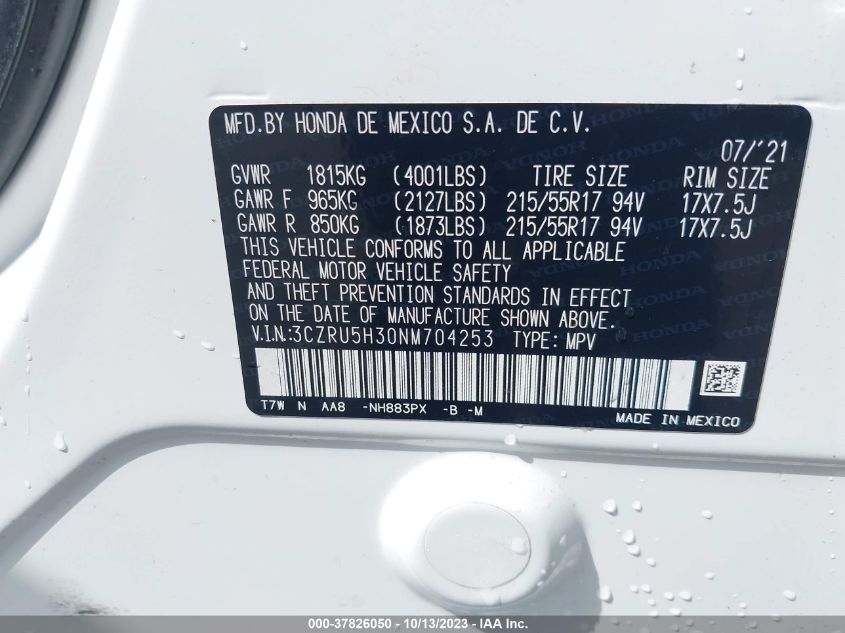 MFD.BY HONDA DE MEXICO S.A. DE C.V.
07/'21
GVWR 1815KG (4001LBS) TIRE SIZE RIM SIZE
GAWR F 965KG (2127LBS) 215/55R17 94V 17X7.5J
GAWR R 850KG (1873LBS) 215/55R17 94V 17X7.5J
THIS VEHICLE CONFORMS TO ALL APPLICABLE
FEDERAL MOTOR VEHICLE SAFETY
AND THEFT PREVENTION STANDARDS IN EFFECT
ON THE DATE OF MANUFACTURE SHOWN ABOVE.
V.I.N.:3CZRU5H30NM704253 TYPE: MPV
T7W N AA8 -NH883PX -B -M
MADE IN MEXICO
000-37826050 - 10/13/2023 - IAA Inc.